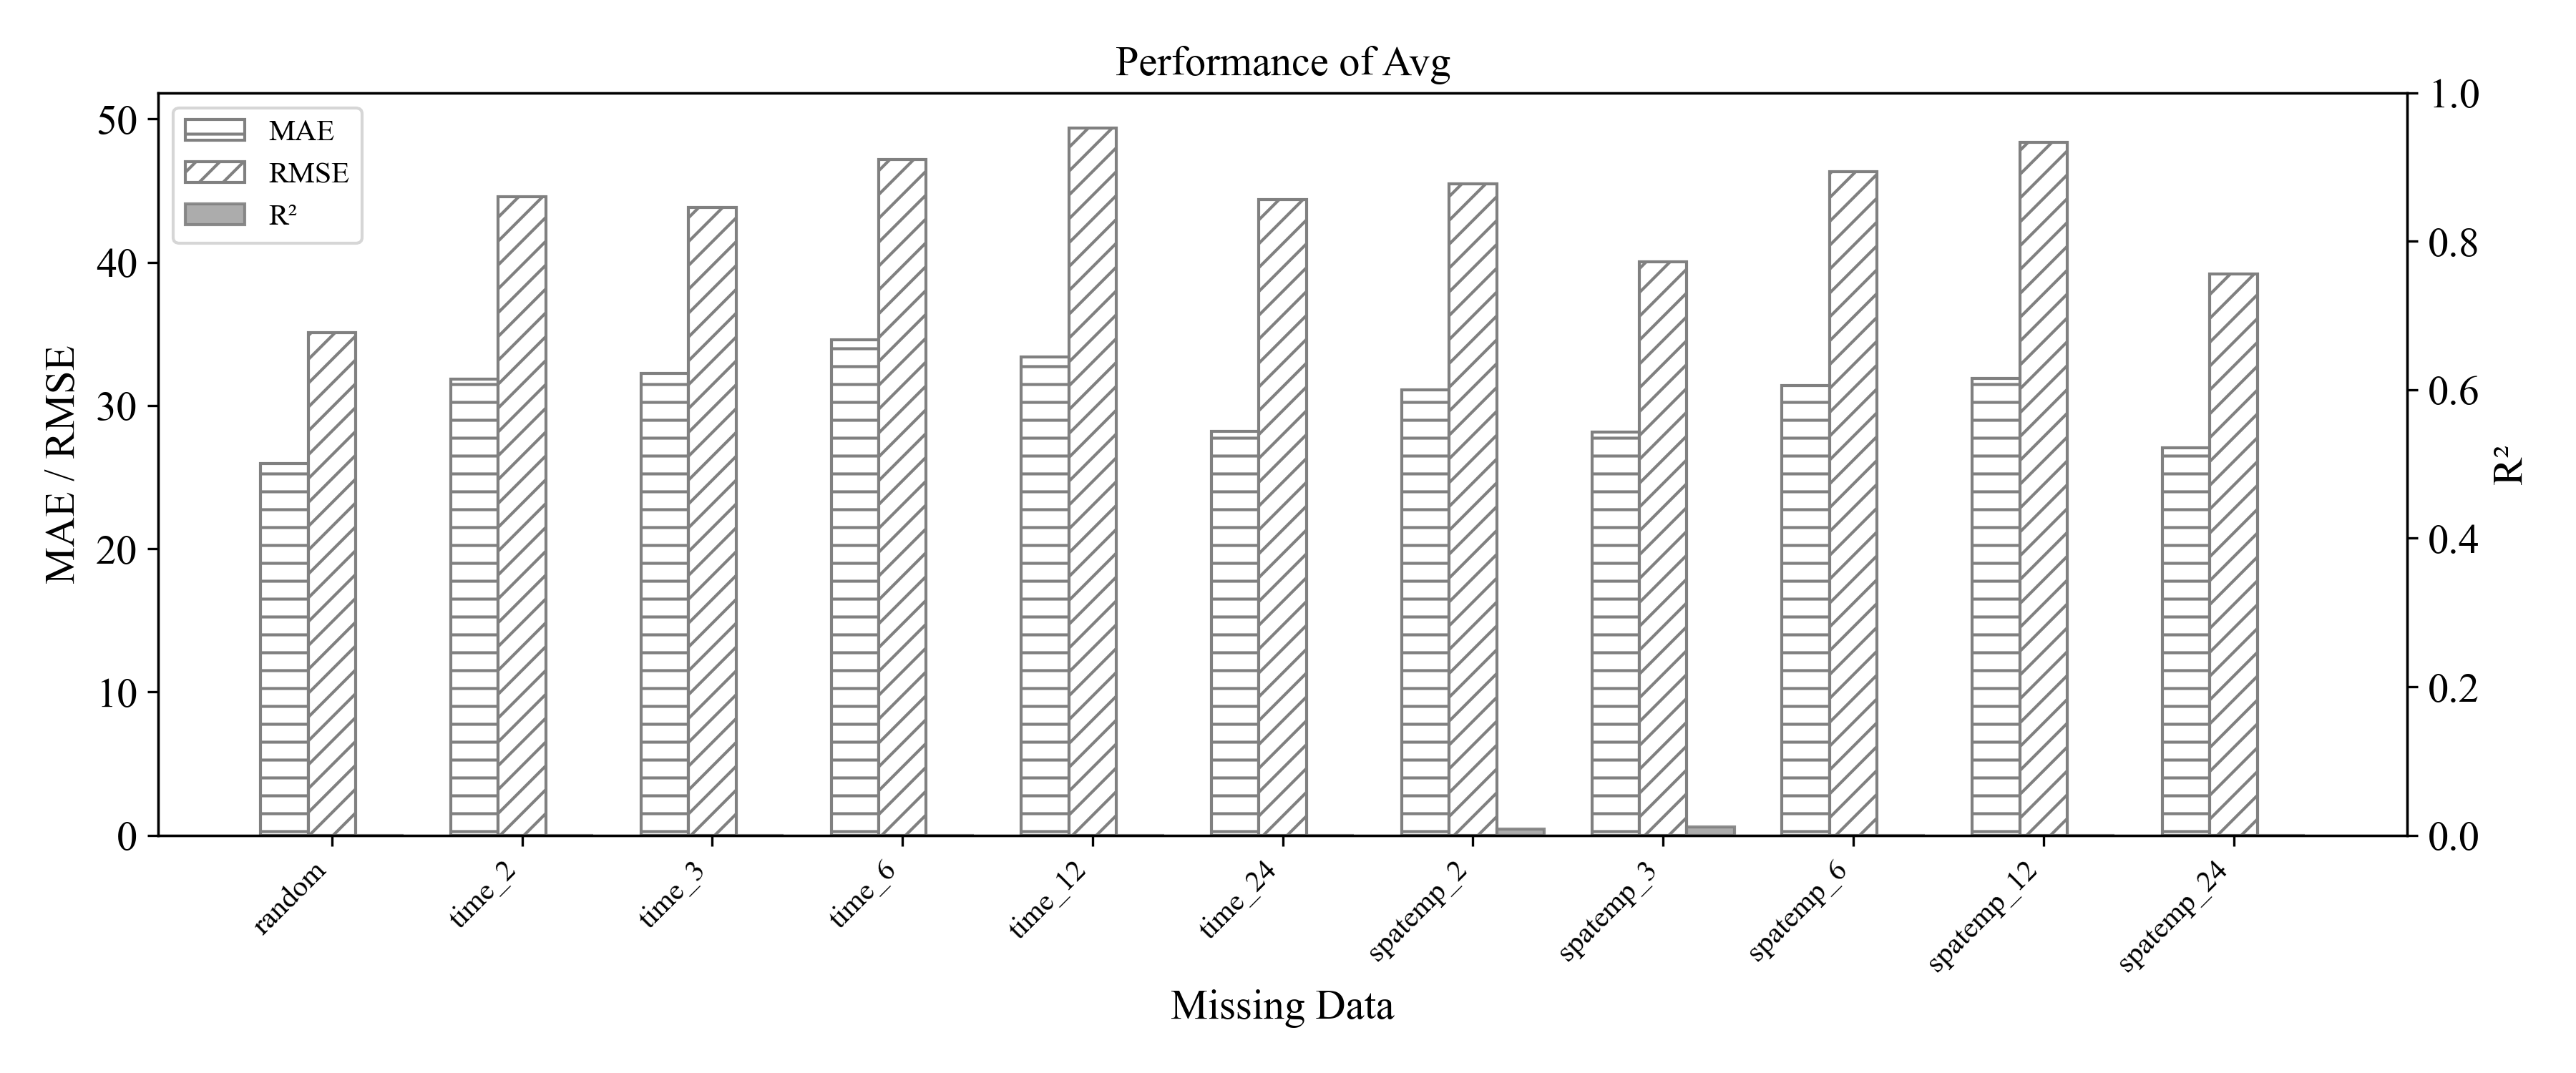 Performance of Avg
MAE
RMSE
R²
MAE / RMSE
50
40
30
20
10
0
1.0
0.8
0.6
0.4
0.2
0.0
R²
random
time_2
time_3
time_6
time_12
time_24
spatemp_2
spatemp_3
spatemp_6
spatemp_12
spatemp_24
Missing Data